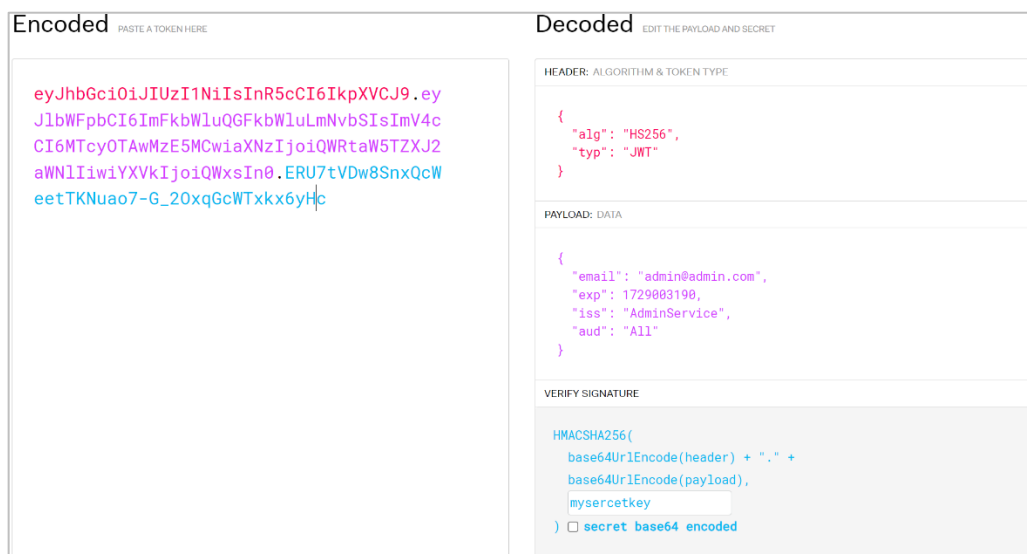 Encoded PASTE A TOKEN HERE
eyJhbGciOiJIUzI1NiIsInR5cCI6IkpXVCJ9.ey
JlbWFpbCI6ImFkbWluQGFkbWluLmNvbSIsImV4c
CI6MTcyOTAwMzE5MCwiaXNzIjoiQWRtaW5TZXJ2
aWNlIiwiYXVkIjoiQWxsIn0.ERU7tVDw8SnxQcW
eetTKNuao7-G_2OxqGcWTxkx6yHc
Decoded EDIT THE PAYLOAD AND SECRET
HEADER: ALGORITHM & TOKEN TYPE
{
"alg": "HS256",
"typ": "JWT"
}
PAYLOAD: DATA
{
"email": "admin@admin.com",
"exp": 1729003190,
"iss": "AdminService",
"aud": "All"
}
VERIFY SIGNATURE
HMACSHA256(
base64UrlEncode(header) + "." +
base64UrlEncode(payload),
mysercetkey
) secret base64 encoded